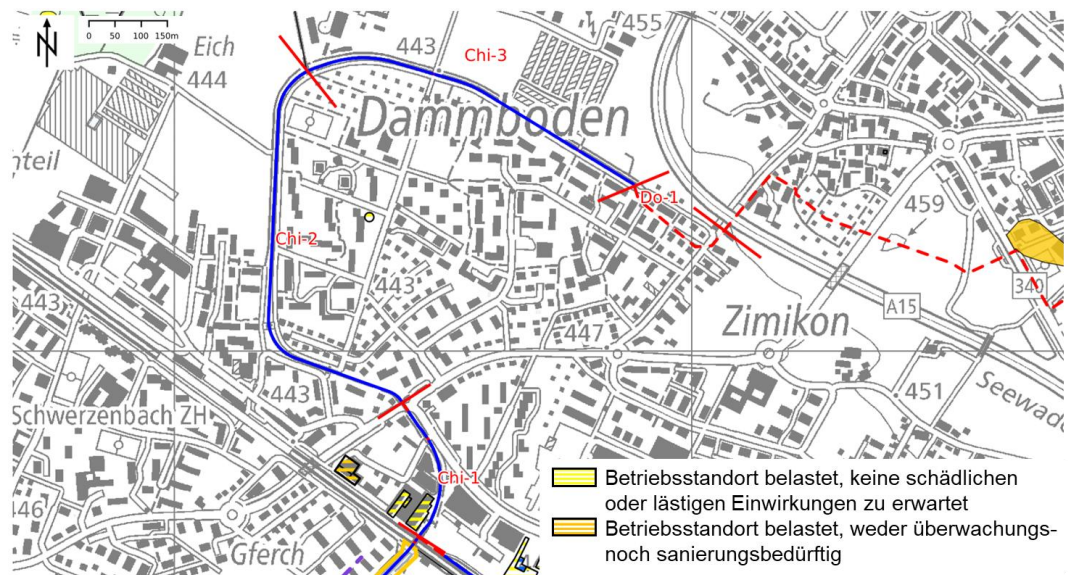 N
0 50 100 150m
Eich
444
443
Chi-3
455
Dammboden
nteil
Do-1
459
Chi-2
443
443
340
A15
Zimikon
447
443
451
Seewad
Schwerzenbach ZH
Chi-1
446
Gferch
Betriebsstandort belastet, keine schädlichen
oder lästigen Einwirkungen zu erwartet
Betriebsstandort belastet, weder überwachungs-
noch sanierungsbedürftig